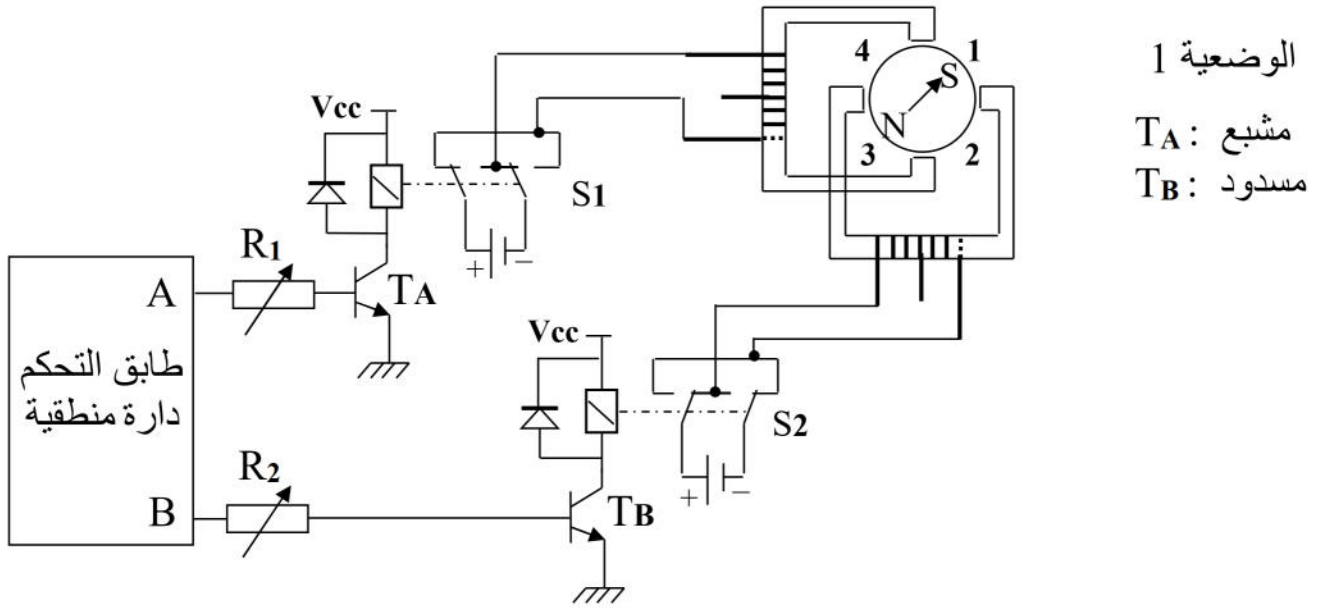 4
1
الوضعية 1
S
N
3
2
TA : مشبع
TB : مسدود
Vcc
S1
+
−
R1
A
TA
طابق التحكم
دارة منطقية
Vcc
S2
+
−
R2
B
TB